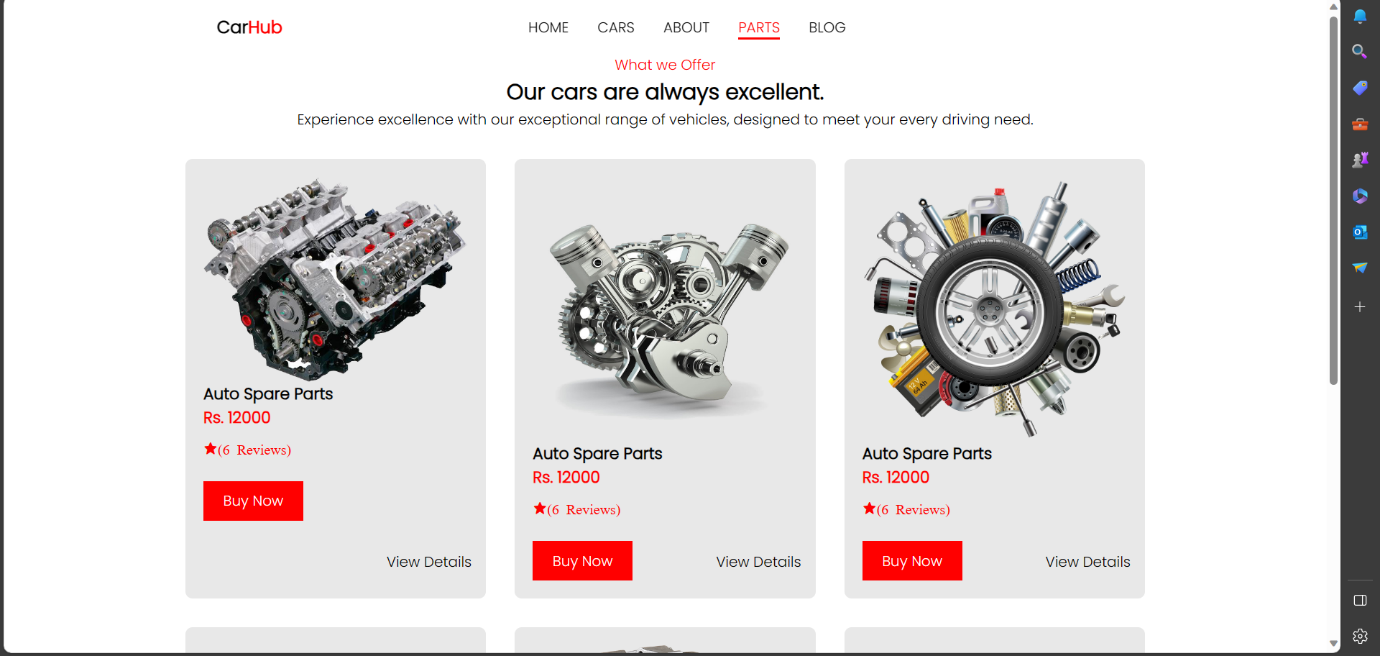 CarHub
HOME CARS ABOUT PARTS BLOG
What we Offer
Our cars are always excellent.
Experience excellence with our exceptional range of vehicles, designed to meet your every driving need.
Auto Spare Parts
Rs. 12000
(6 Reviews)
Buy Now
View Details
Auto Spare Parts
Rs. 12000
(6 Reviews)
Buy Now
View Details
Auto Spare Parts
Rs. 12000
(6 Reviews)
Buy Now
View Details